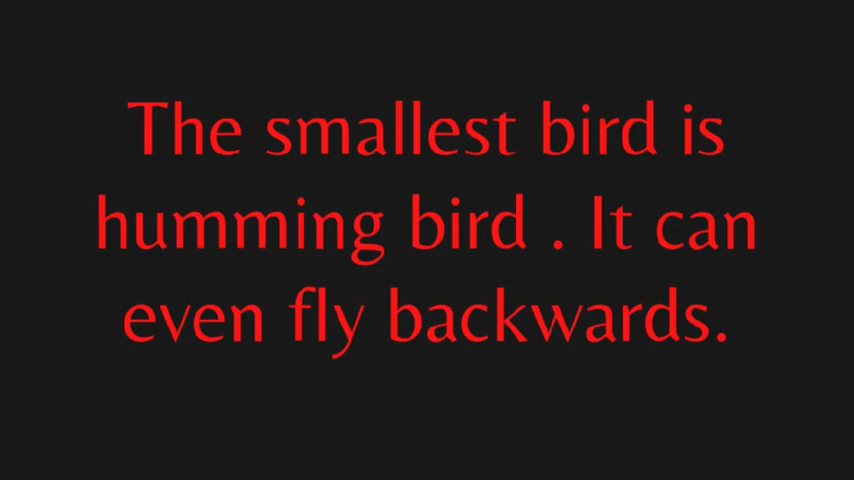 The smallest bird is
humming bird . It can
even fly backwards.